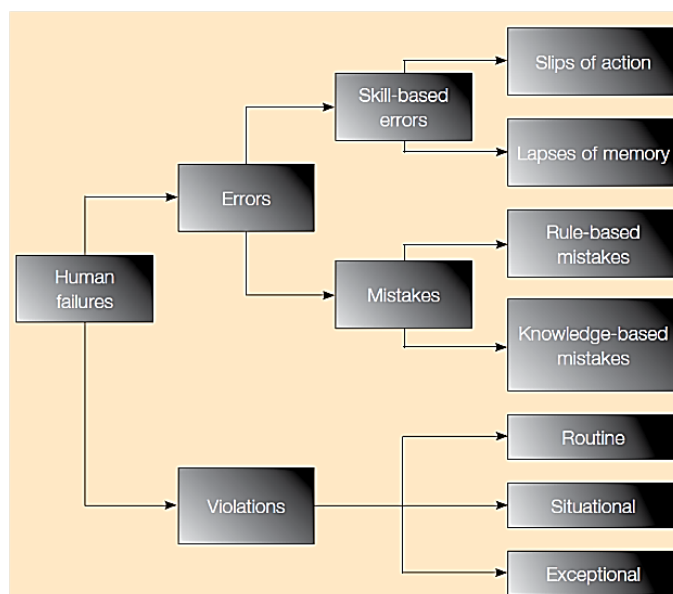 Slips of action
Skill-based
errors
Lapses of memory
Errors
Rule-based
mistakes
Human
failures
Mistakes
Knowledge-based
mistakes
Routine
Violations
Situational
Exceptional